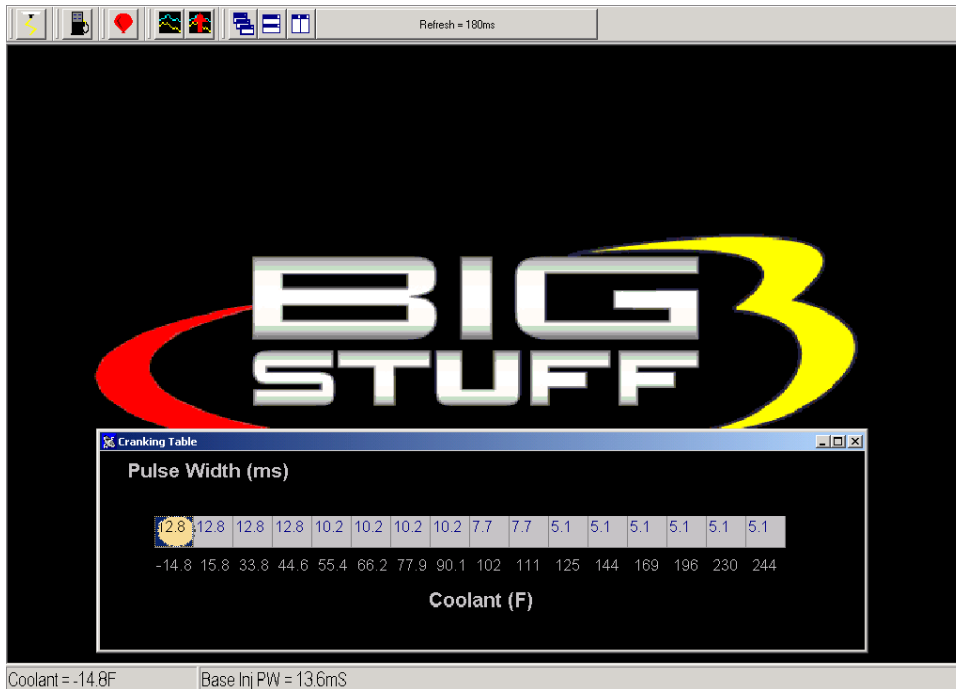 Refresh = 180ms
BIG 3
STUFF
Cranking Table
Pulse Width (ms)
12.8 12.8 12.8 12.8 10.2 10.2 10.2 10.2 7.7 7.7 5.1 5.1 5.1 5.1 5.1 5.1
-14.8 15.8 33.8 44.6 55.4 66.2 77.9 90.1 102 111 125 144 169 196 230 244
Coolant (F)
Coolant = -14.8F Base Inj PW = 13.6mS